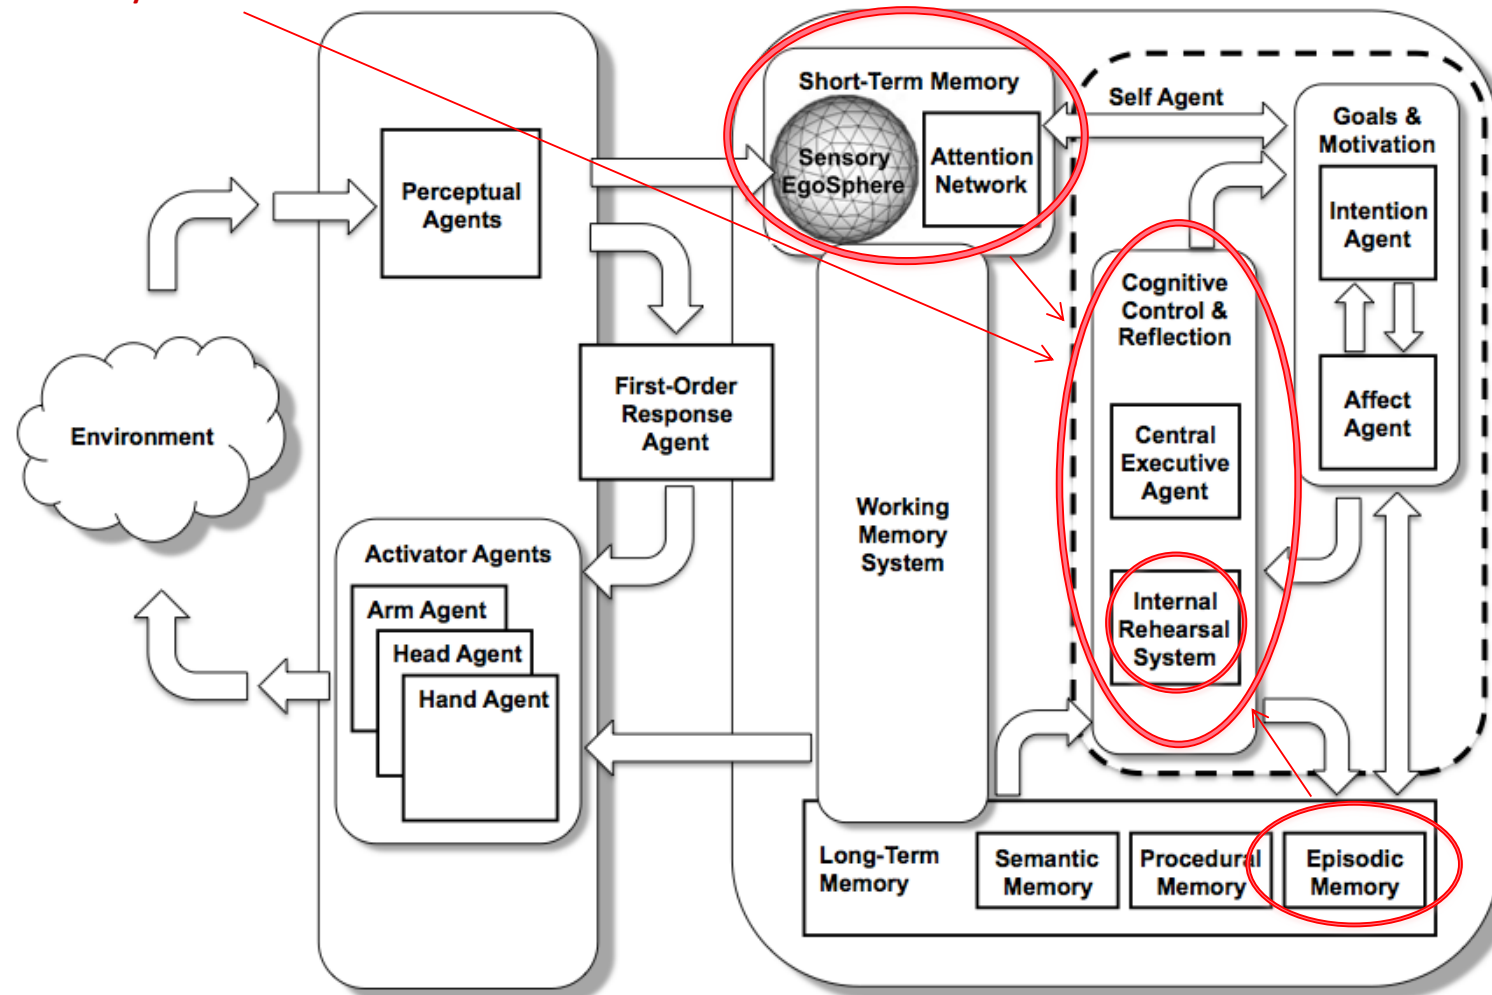 Short-Term Memory
Sensory
EgoSphere
Attention
Network
Self Agent
Goals &
Motivation
Intention
Agent
Affect
Agent
Perceptual
Agents
Cognitive
Control &
Reflection
Central
Executive
Agent
Internal
Rehearsal
System
First-Order
Response
Agent
Environment
Working
Memory
System
Activator Agents
Arm Agent
Head Agent
Hand Agent
Long-Term
Memory
Semantic
Memory
Procedural
Memory
Episodic
Memory